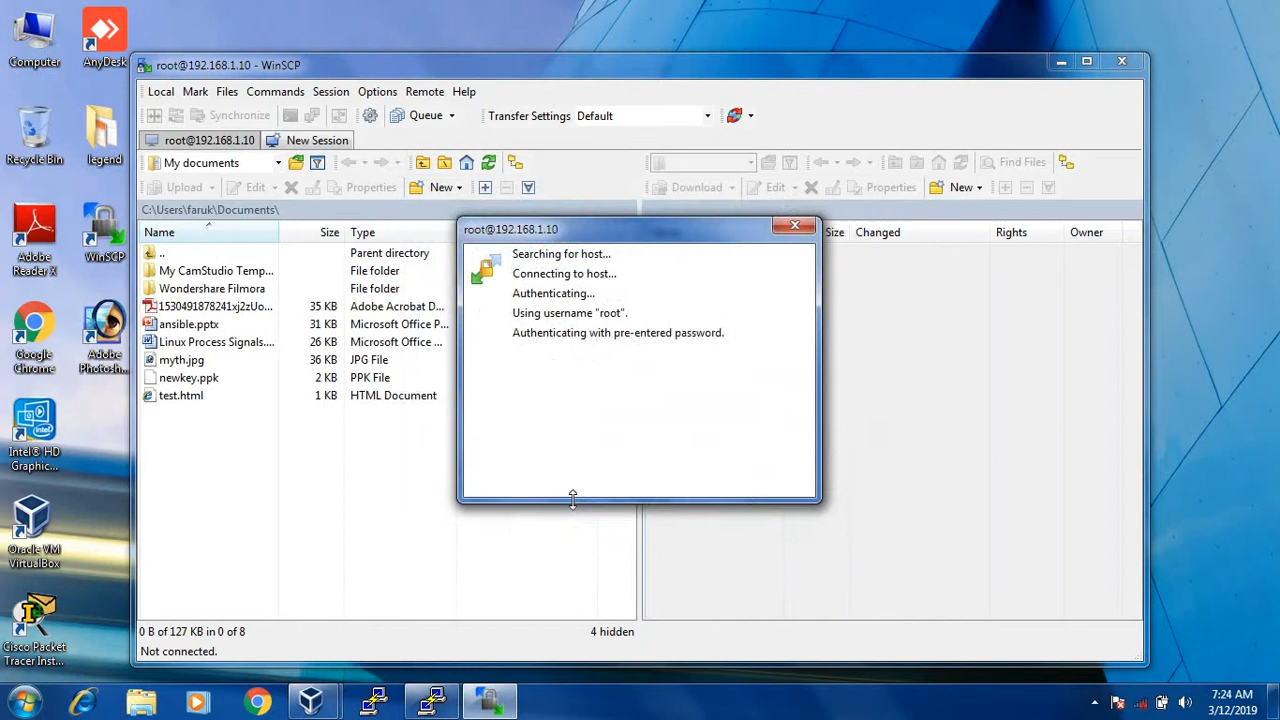 Computer
AnyDesk
Recycle Bin
legend
Adobe
Reader X
WinSCP
Google
Chrome
Adobe
Photosh...
Intel® HD
Graphic...
Oracle VM
VirtualBox
Cisco Packet
Tracer Inst...
root@192.168.1.10 - WinSCP
Local Mark Files Commands Session Options Remote Help
Synchronize Queue Transfer Settings Default
root@192.168.1.10 New Session
My documents Find Files
Upload Edit Properties New Download Edit Properties New
C:\Users\faruk\Documents\
Name Size Type Size Changed Rights Owner
.. Parent directory
My CamStudio Temp... File folder
Wondershare Filmora File folder
1530491878241xj2zUo... 35 KB Adobe Acrobat D...
ansible.pptx 31 KB Microsoft Office P...
Linux Process Signals.... 26 KB Microsoft Office ...
myth.jpg 36 KB JPG File
newkey.ppk 2 KB PPK File
test.html 1 KB HTML Document
root@192.168.1.10
Searching for host...
Connecting to host...
Authenticating...
Using username "root".
Authenticating with pre-entered password.
0 B of 127 KB in 0 of 8 4 hidden
Not connected.
7:24 AM
3/12/2019